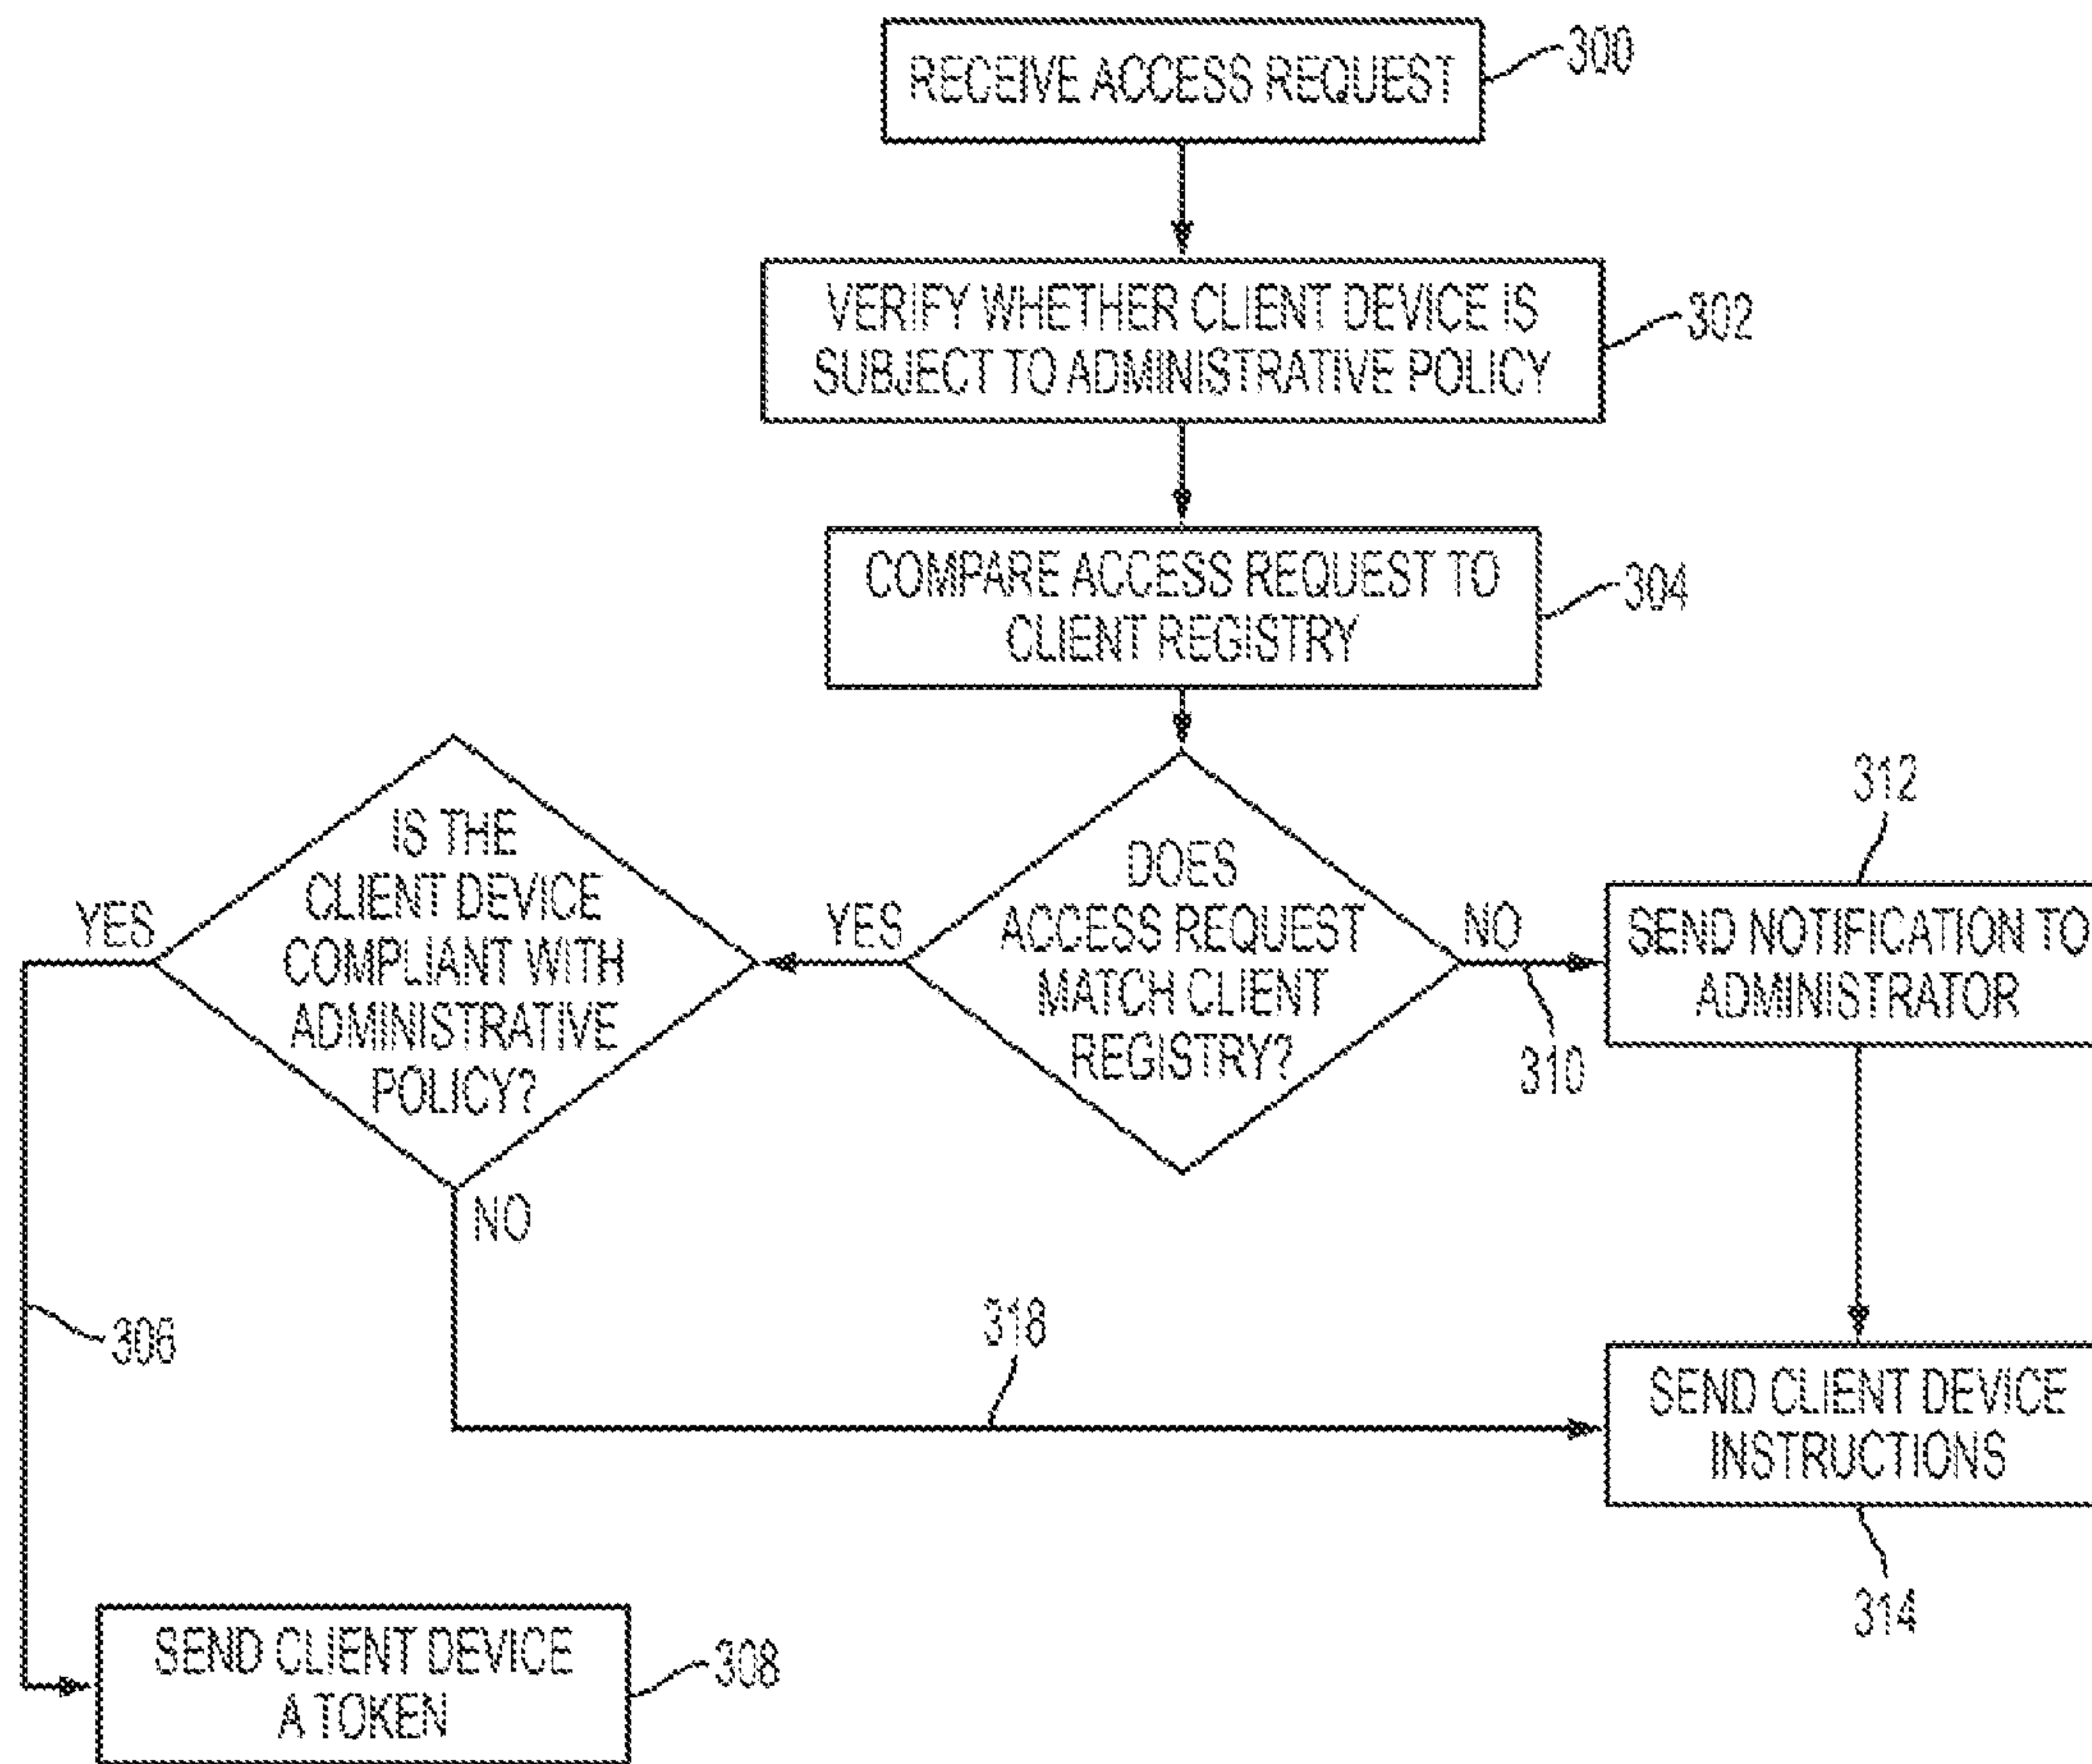 RECEIVE ACCESS REQUEST
300
VERIFY WHETHER CLIENT DEVICE IS
SUBJECT TO ADMINISTRATIVE POLICY
302
COMPARE ACCESS REQUEST TO
CLIENT REGISTRY
304
IS THE
CLIENT DEVICE
COMPLIANT WITH
ADMINISTRATIVE
POLICY?
YES
NO
DOES
ACCESS REQUEST
MATCH CLIENT
REGISTRY?
YES
NO
310
312
SEND NOTIFICATION TO
ADMINISTRATOR
306
318
SEND CLIENT DEVICE
INSTRUCTIONS
314
SEND CLIENT DEVICE
A TOKEN
308